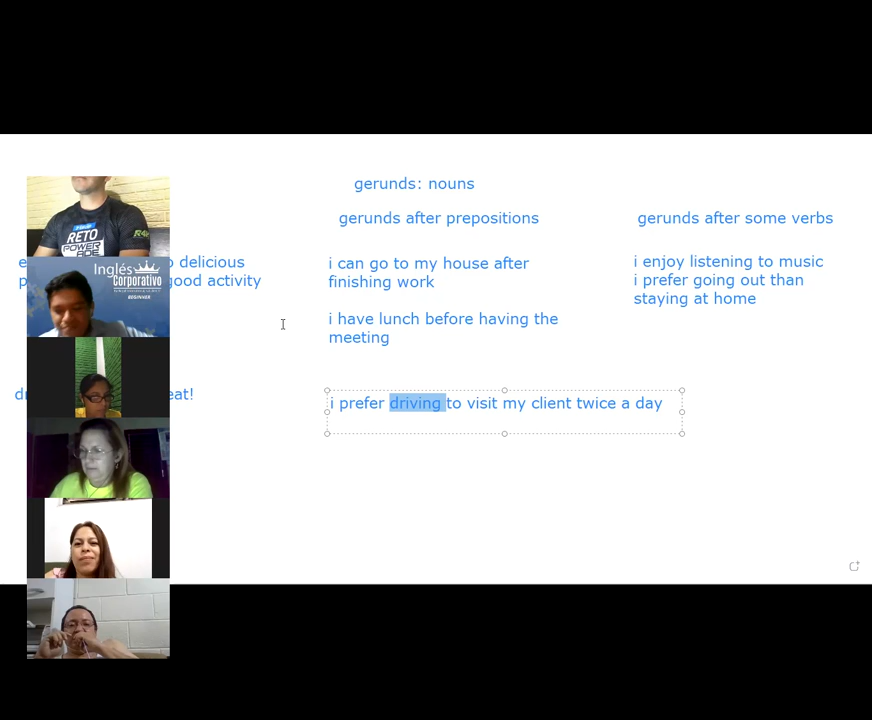 gerunds: nouns
gerunds after prepositions
gerunds after some verbs
delicious
good activity
i can go to my house after
finishing work
i have lunch before having the
meeting
i enjoy listening to music
i prefer going out than
staying at home
i prefer driving to visit my client twice a day
RETO
POWER
ADE
Inglés
Corporativo
BEGINNER